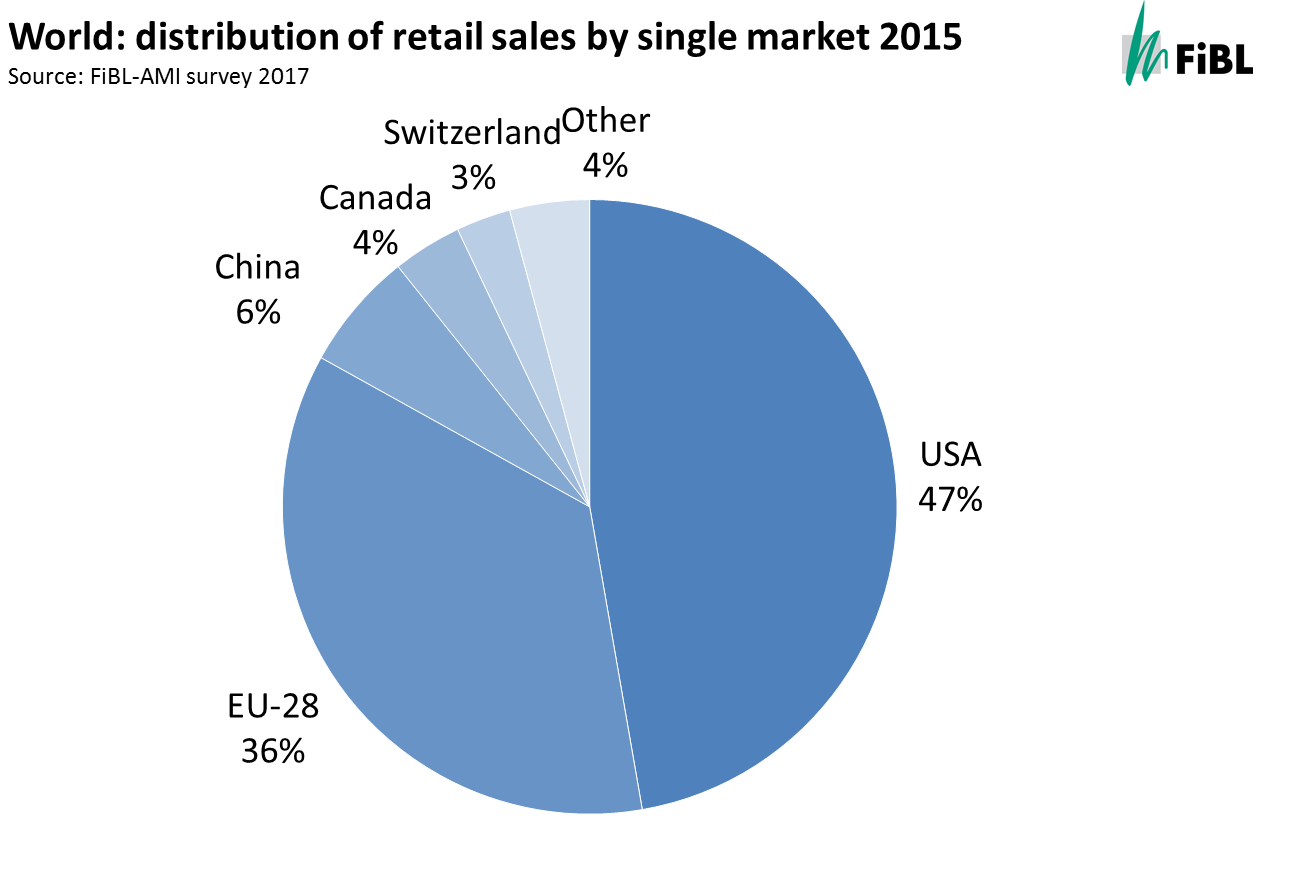 World: distribution of retail sales by single market 2015
Source: FiBL-AMI survey 2017
FiBL
Other
4%
Switzerland
3%
Canada
4%
China
6%
USA
47%
EU-28
36%